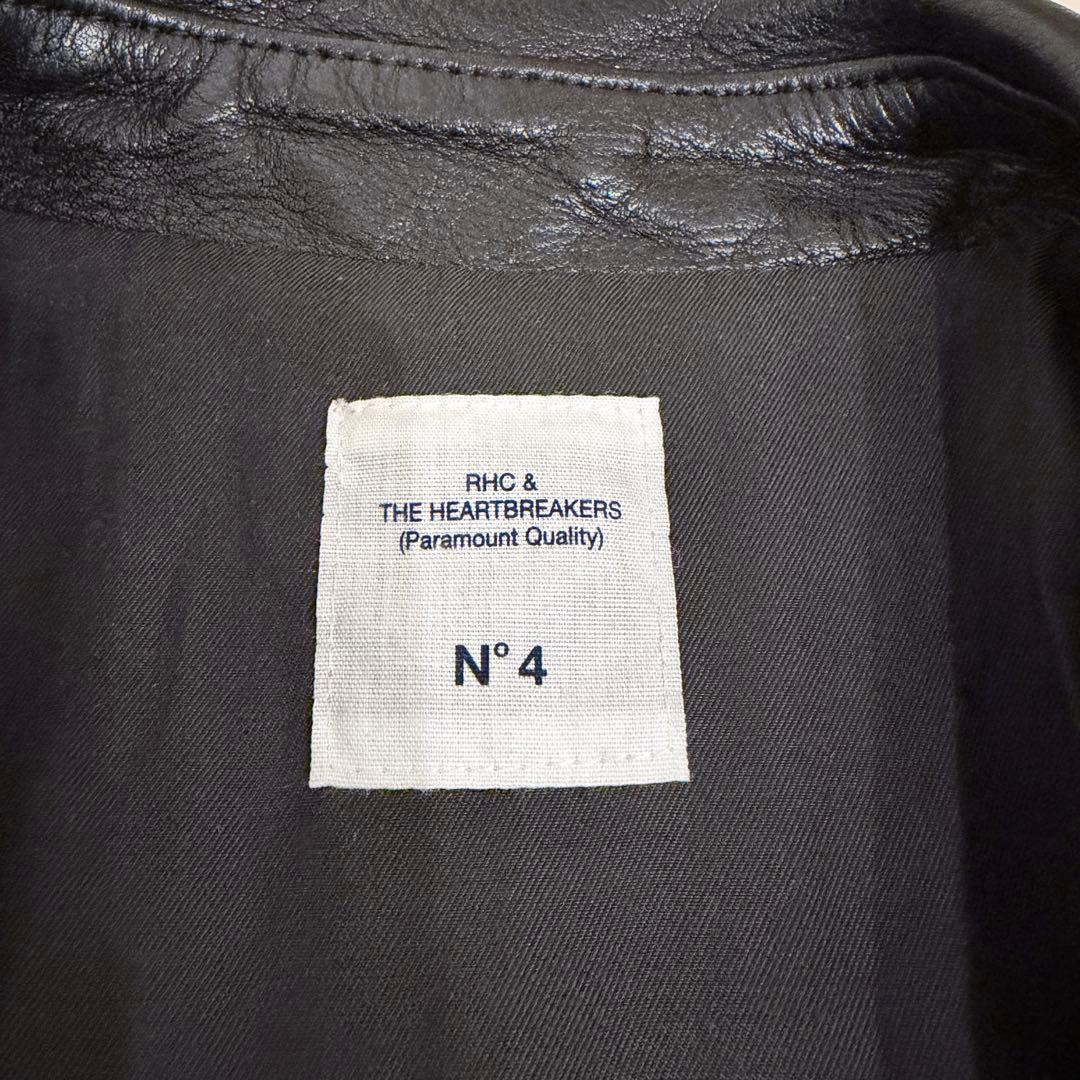 RHC &
THE HEARTBREAKERS
(Paramount Quality)
N° 4